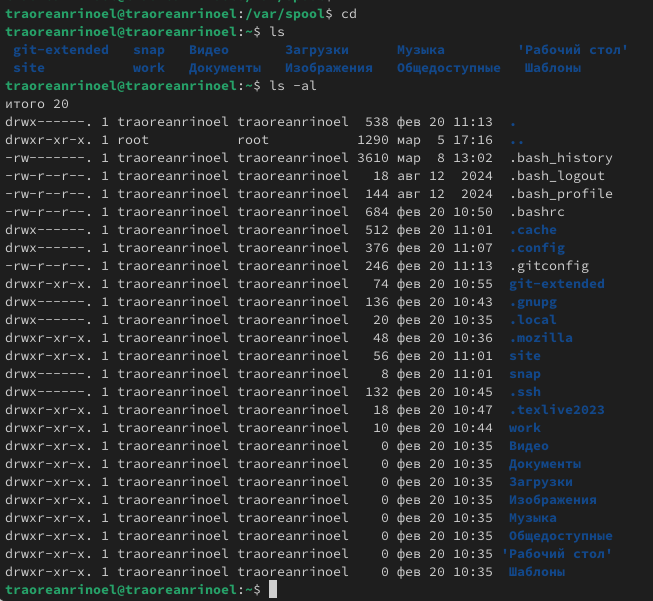 traoreanrinoel@traoreanrinoel:/var/spool$ cd
traoreanrinoel@traoreanrinoel:~$ ls
git-extended snap Видео Загрузки Музыка 'Рабочий стол'
site work Документы Изображения Общедоступные Шаблоны
traoreanrinoel@traoreanrinoel:~$ ls -al
итого 20
drwx------. 1 traoreanrinoel traoreanrinoel 538 фев 20 11:13 .
drwxr-xr-x. 1 root root 1290 мар 5 17:16 ..
-rw-------. 1 traoreanrinoel traoreanrinoel 3610 мар 8 13:02 .bash_history
-rw-r--r--. 1 traoreanrinoel traoreanrinoel 18 авг 12 2024 .bash_logout
-rw-r--r--. 1 traoreanrinoel traoreanrinoel 144 авг 12 2024 .bash_profile
-rw-r--r--. 1 traoreanrinoel traoreanrinoel 684 фев 20 10:50 .bashrc
drwx------. 1 traoreanrinoel traoreanrinoel 512 фев 20 11:01 .cache
drwx------. 1 traoreanrinoel traoreanrinoel 376 фев 20 11:07 .config
-rw-r--r--. 1 traoreanrinoel traoreanrinoel 246 фев 20 11:13 .gitconfig
drwxr-xr-x. 1 traoreanrinoel traoreanrinoel 74 фев 20 10:55 git-extended
drwx------. 1 traoreanrinoel traoreanrinoel 136 фев 20 10:43 .gnupg
drwx------. 1 traoreanrinoel traoreanrinoel 20 фев 20 10:35 .local
drwxr-xr-x. 1 traoreanrinoel traoreanrinoel 48 фев 20 10:36 .mozilla
drwxr-xr-x. 1 traoreanrinoel traoreanrinoel 56 фев 20 11:01 site
drwx------. 1 traoreanrinoel traoreanrinoel 8 фев 20 11:01 snap
drwx------. 1 traoreanrinoel traoreanrinoel 132 фев 20 10:45 .ssh
drwxr-xr-x. 1 traoreanrinoel traoreanrinoel 18 фев 20 10:47 .texlive2023
drwxr-xr-x. 1 traoreanrinoel traoreanrinoel 10 фев 20 10:44 work
drwxr-xr-x. 1 traoreanrinoel traoreanrinoel 0 фев 20 10:35 Видео
drwxr-xr-x. 1 traoreanrinoel traoreanrinoel 0 фев 20 10:35 Документы
drwxr-xr-x. 1 traoreanrinoel traoreanrinoel 0 фев 20 10:35 Загрузки
drwxr-xr-x. 1 traoreanrinoel traoreanrinoel 0 фев 20 10:35 Изображения
drwxr-xr-x. 1 traoreanrinoel traoreanrinoel 0 фев 20 10:35 Музыка
drwxr-xr-x. 1 traoreanrinoel traoreanrinoel 0 фев 20 10:35 Общедоступные
drwxr-xr-x. 1 traoreanrinoel traoreanrinoel 0 фев 20 10:35 'Рабочий стол'
drwxr-xr-x. 1 traoreanrinoel traoreanrinoel 0 фев 20 10:35 Шаблоны
traoreanrinoel@traoreanrinoel:~$